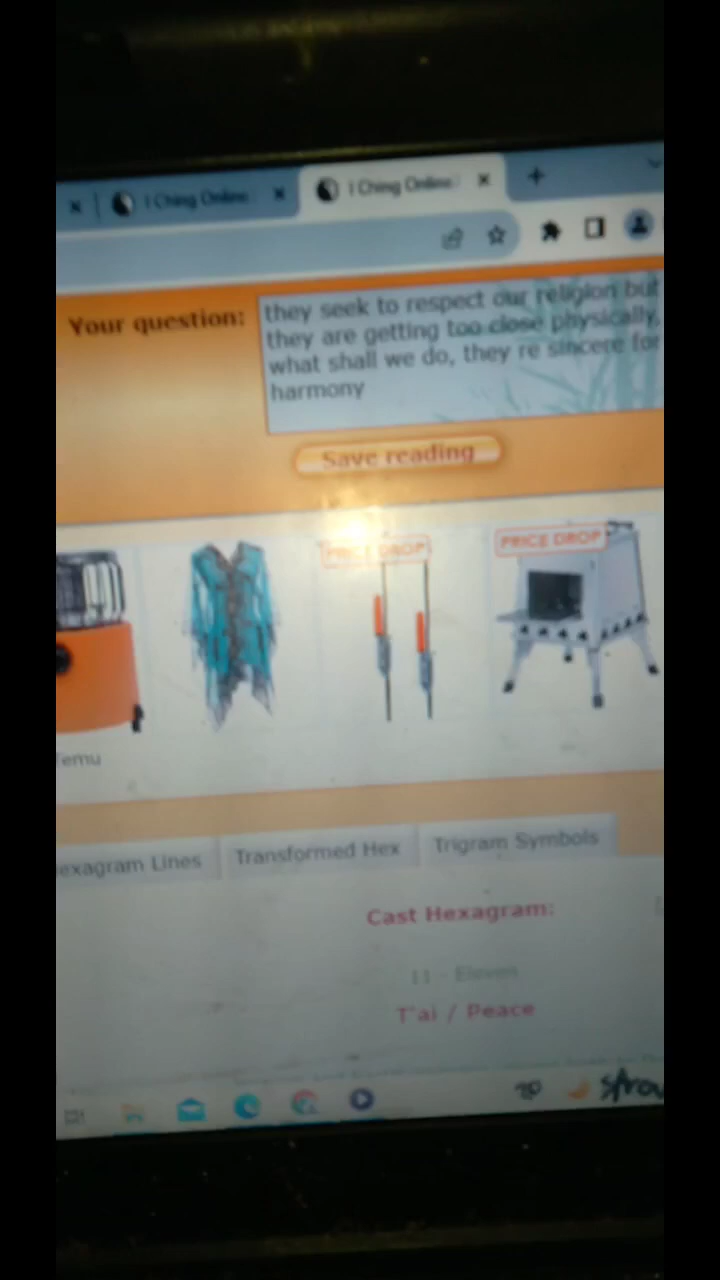 I Ching Online
I Ching Online
Your question:
they seek to respect our religion but
they are getting too close physically,
what shall we do, they re sincere for
harmony
Save reading
PRICE DROP
PRICE DROP
Temu
exagram Lines
Transformed Hex
Trigram Symbols
Cast Hexagram:
11 - Eleven
T'ai / Peace